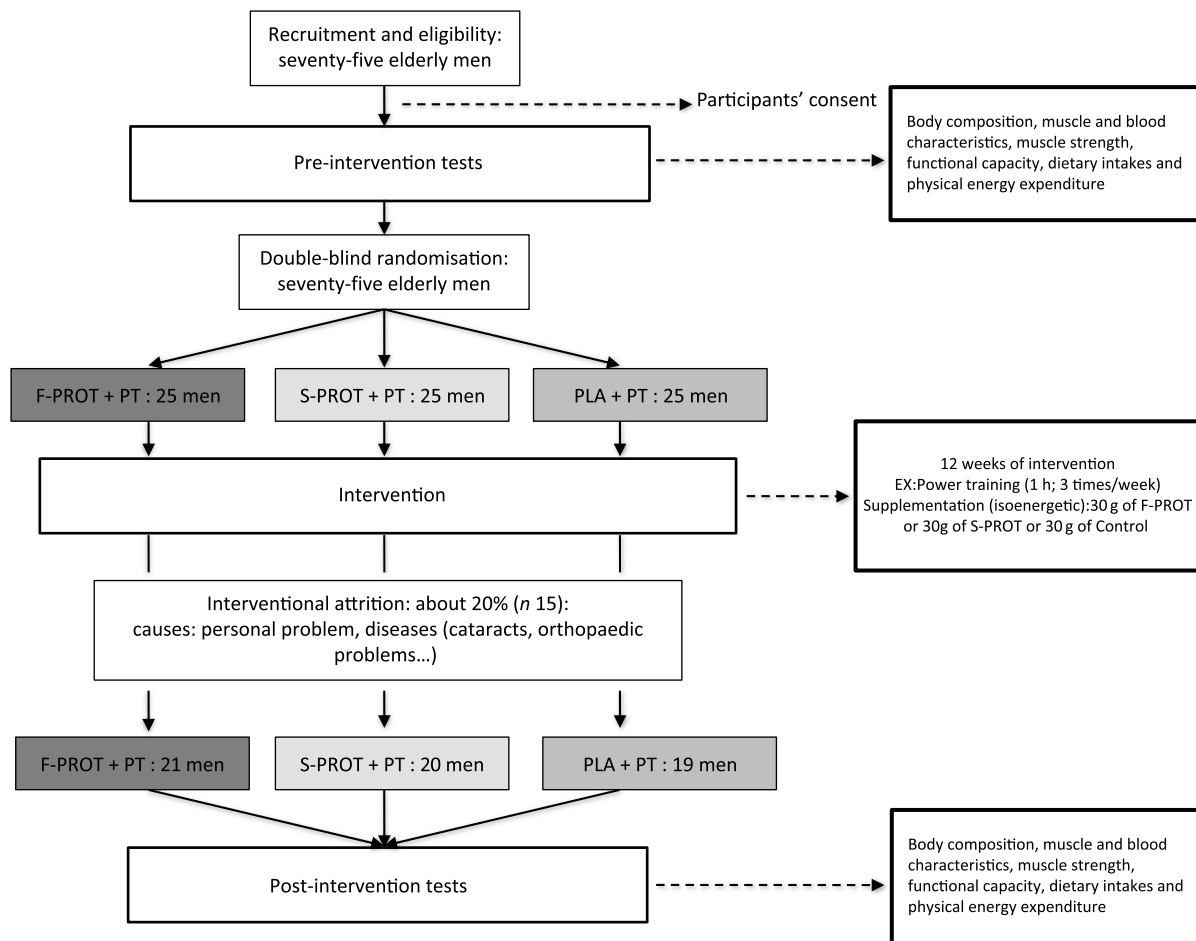 Recruitment and eligibility:
seventy-five elderly men
Participants’ consent
Pre-intervention tests
Body composition, muscle and blood
characteristics, muscle strength,
functional capacity, dietary intakes and
physical energy expenditure
Double-blind randomisation:
seventy-five elderly men
F-PROT + PT : 25 men
S-PROT + PT : 25 men
PLA + PT : 25 men
Intervention
12 weeks of intervention
EX:Power training (1 h; 3 times/week)
Supplementation (isoenergetic):30 g of F-PROT
or 30g of S-PROT or 30 g of Control
Interventional attrition: about 20% (n 15):
causes: personal problem, diseases (cataracts, orthopaedic
problems…)
F-PROT + PT : 21 men
S-PROT + PT : 20 men
PLA + PT : 19 men
Post-intervention tests
Body composition, muscle and blood
characteristics, muscle strength,
functional capacity, dietary intakes and
physical energy expenditure